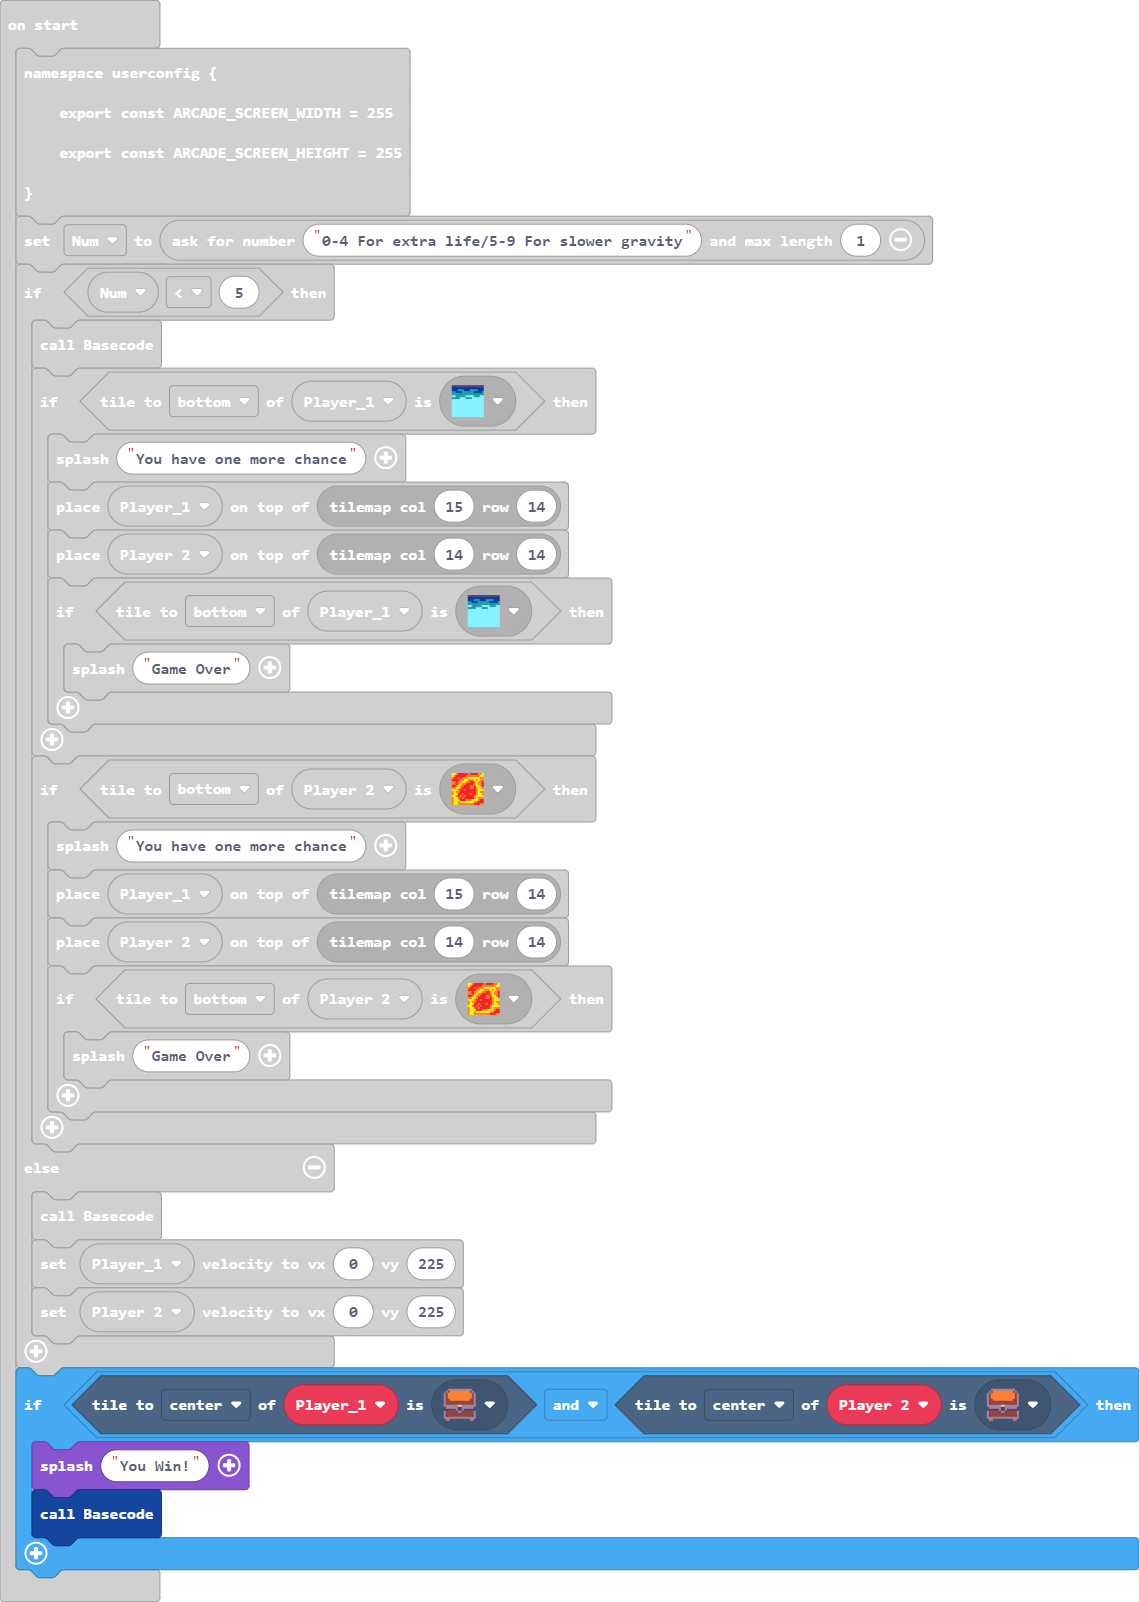 on start
namespace userconfig {
export const ARCADE_SCREEN_WIDTH = 255
export const ARCADE_SCREEN_HEIGHT = 255
}
set Num to ask for number "0-4 For extra life/5-9 For slower gravity" and max length 1
if Num < 5 then
call Basecode
if tile to bottom of Player_1 is then
splash "You have one more chance"
place Player_1 on top of tilemap col 15 row 14
place Player 2 on top of tilemap col 14 row 14
if tile to bottom of Player_1 is then
splash "Game Over"
if tile to bottom of Player 2 is then
splash "You have one more chance"
place Player_1 on top of tilemap col 15 row 14
place Player 2 on top of tilemap col 14 row 14
if tile to bottom of Player 2 is then
splash "Game Over"
else
call Basecode
set Player_1 velocity to vx 0 vy 225
set Player 2 velocity to vx 0 vy 225
if tile to center of Player_1 is and tile to center of Player 2 is then
splash "You Win!"
call Basecode